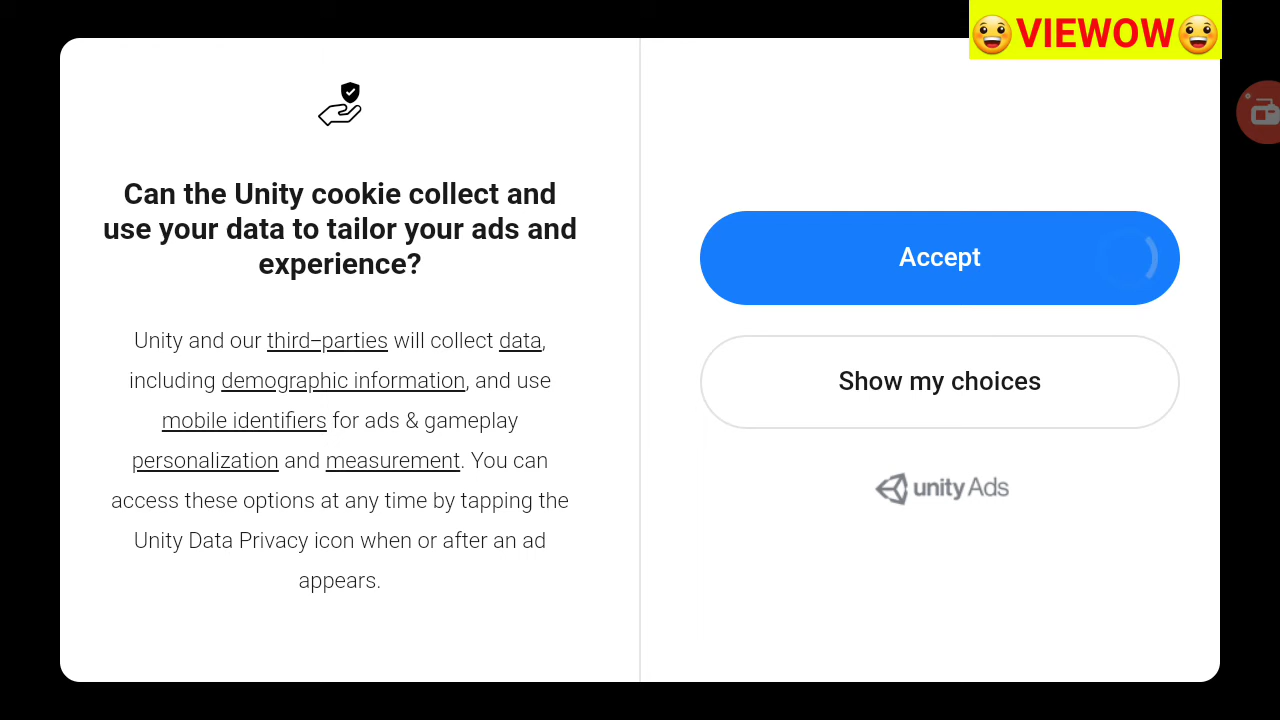 😀VIEWOW😀
Can the Unity cookie collect and
use your data to tailor your ads and
experience?
Unity and our third–parties will collect data,
including demographic information, and use
mobile identifiers for ads & gameplay
personalization and measurement. You can
access these options at any time by tapping the
Unity Data Privacy icon when or after an ad
appears.
Accept
Show my choices
unity Ads